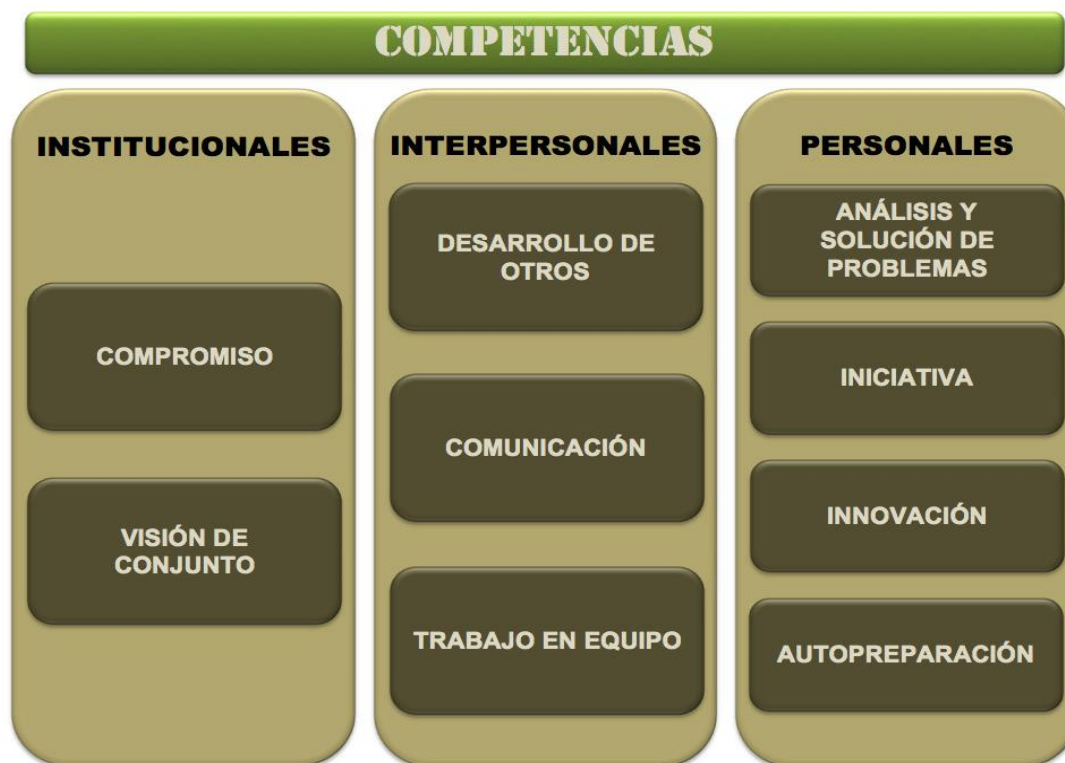 COMPETENCIAS
INSTITUCIONALES
COMPROMISO
VISIÓN DE
CONJUNTO
INTERPERSONALES
DESARROLLO DE
OTROS
COMUNICACIÓN
TRABAJO EN EQUIPO
PERSONALES
ANÁLISIS Y
SOLUCIÓN DE
PROBLEMAS
INICIATIVA
INNOVACIÓN
AUTOPREPARACIÓN